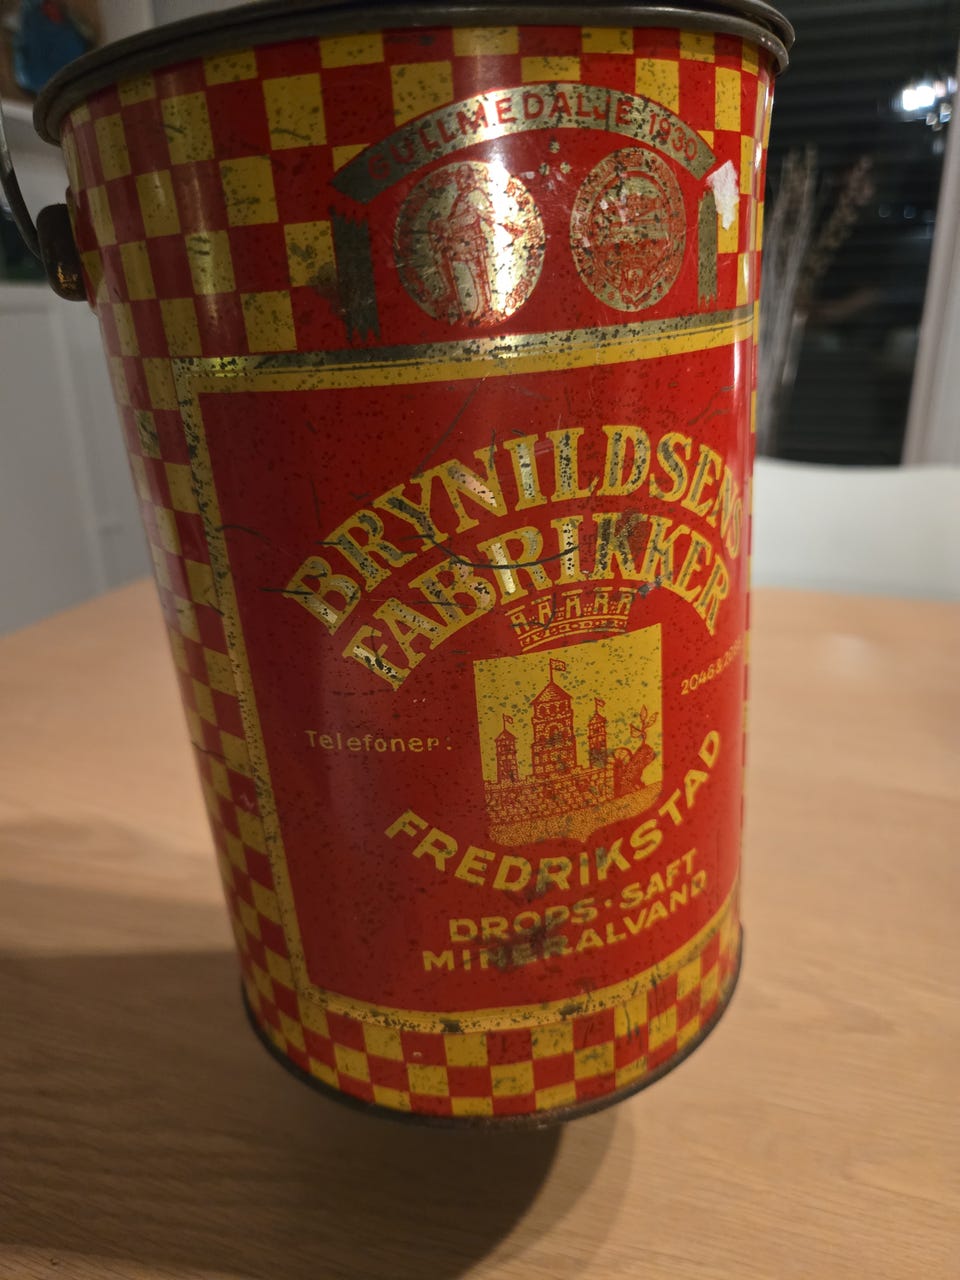 GULLMEDALJE 1930
BRYNILDSENS
FABRIKKER
Telefoner:
FREDRIKSTAD
DROPS · SAFT
MINERALVAND